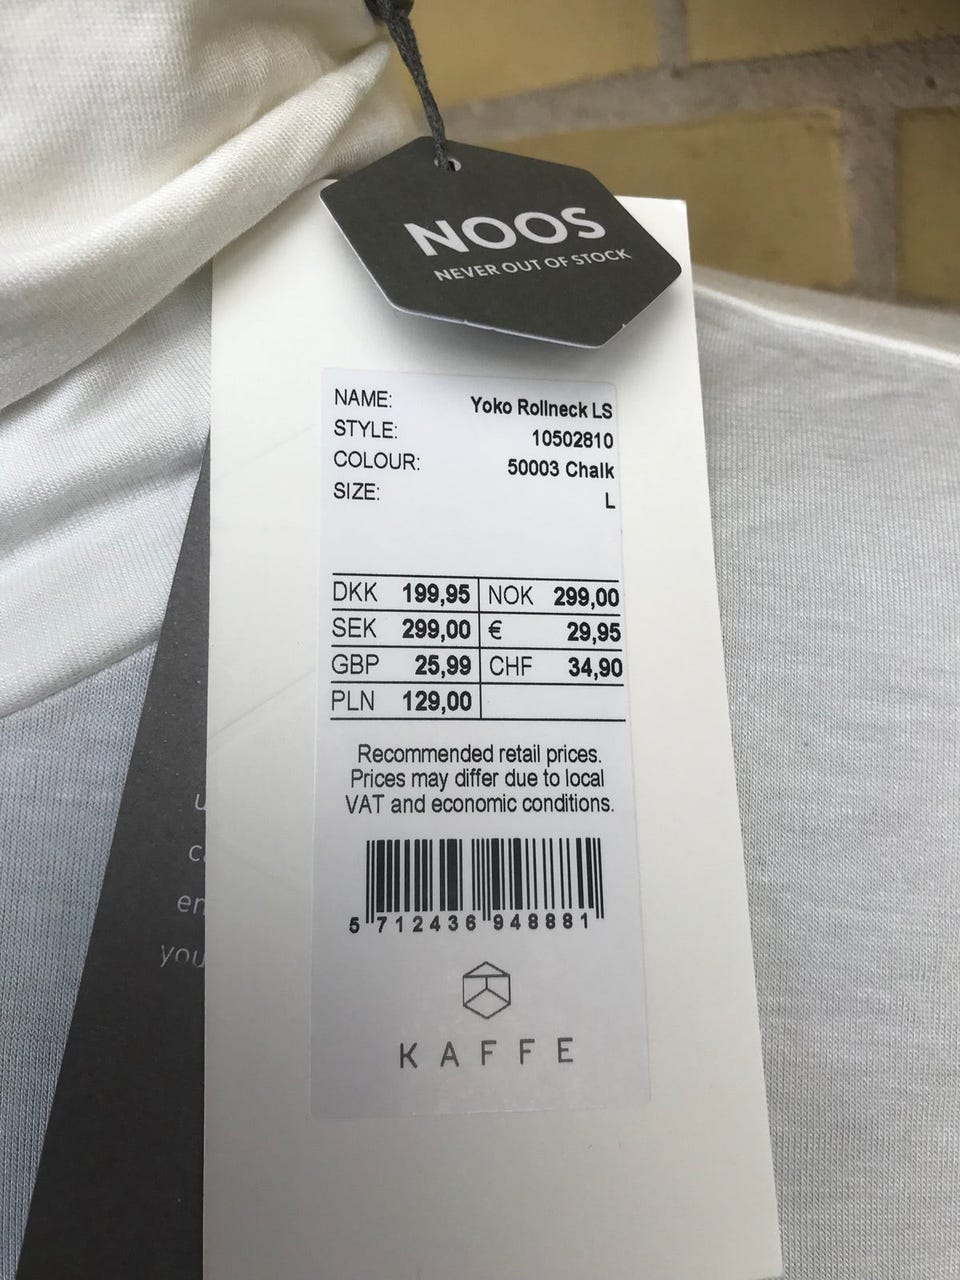 NOOS
NEVER OUT OF STOCK
NAME: Yoko Rollneck LS
STYLE: 10502810
COLOUR: 50003 Chalk
SIZE: L
DKK 199,95 NOK 299,00
SEK 299,00 € 29,95
GBP 25,99 CHF 34,90
PLN 129,00
Recommended retail prices.
Prices may differ due to local
VAT and economic conditions.
5 712436 948881
KAFFE
you